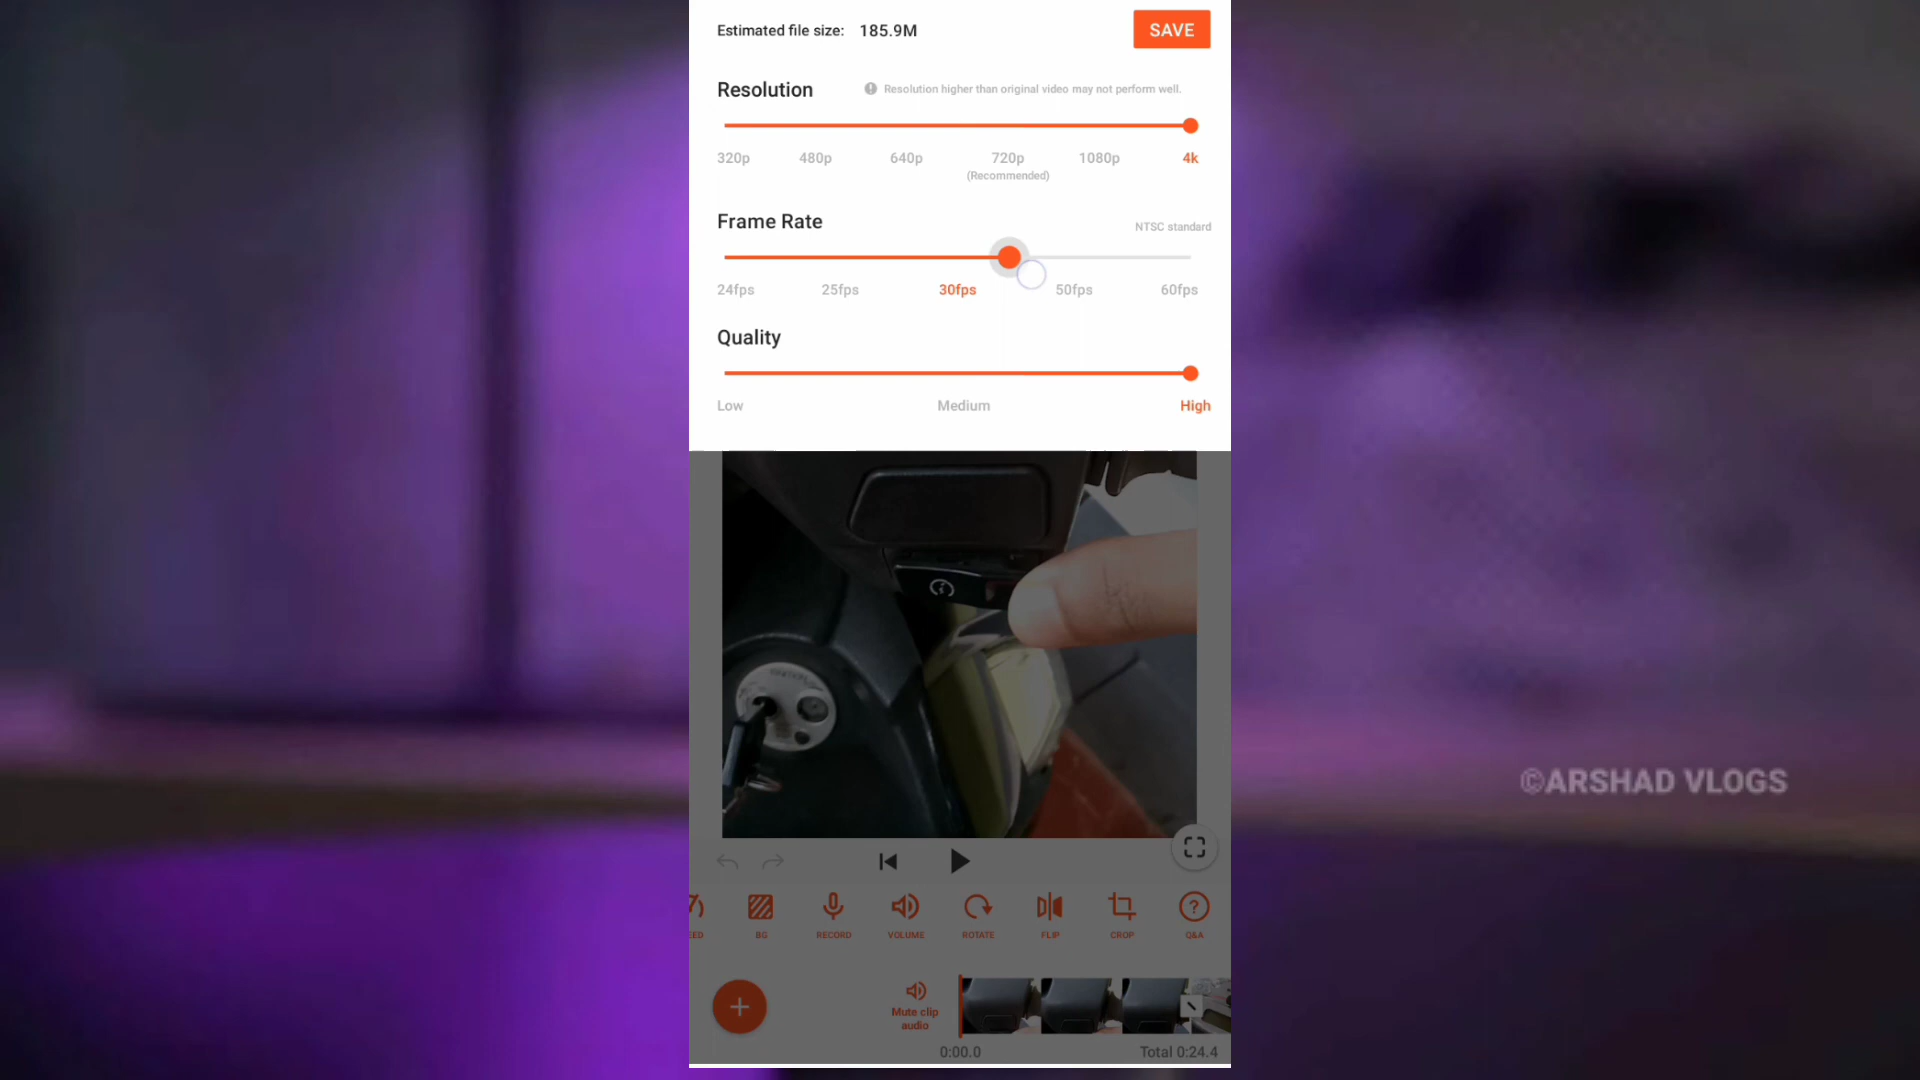 Estimated file size: 185.9M
SAVE
Resolution
Resolution higher than original video may not perform well.
320p 480p 640p 720p 1080p 4k
(Recommended)
Frame Rate
NTSC standard
24fps 25fps 30fps 50fps 60fps
Quality
Low Medium High
©ARSHAD VLOGS
BG RECORD VOLUME ROTATE FLIP CROP Q&A
Mute clip
audio
0:00.0 Total 0:24.4